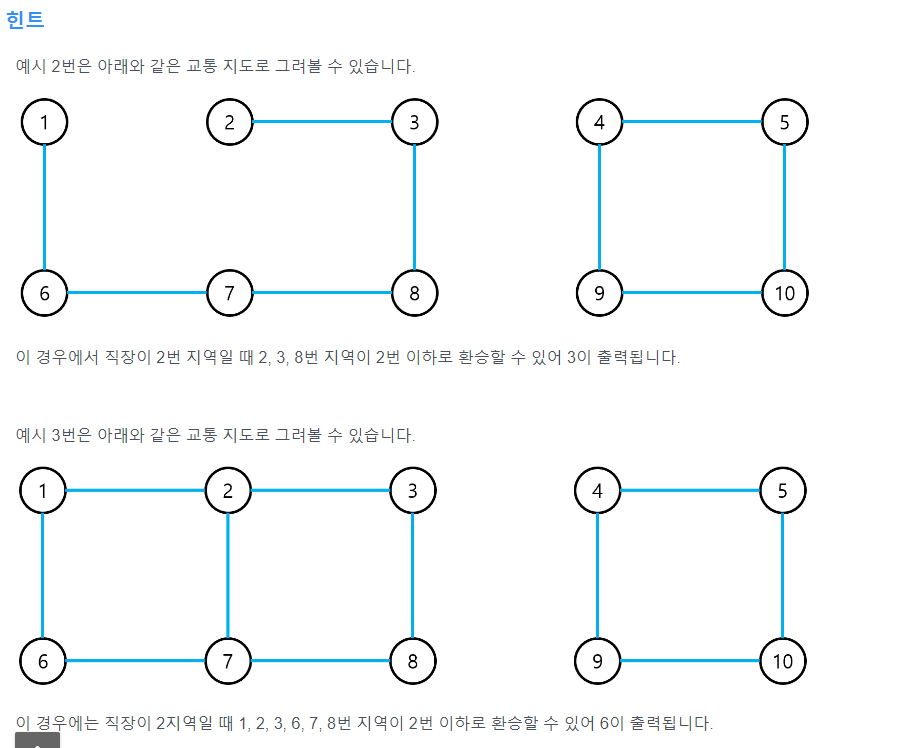 힌트
예시 2번은 아래와 같은 교통 지도로 그려볼 수 있습니다.
1 2 3 4 5
6 7 8 9 10
이 경우에서 직장이 2번 지역일 때 2, 3, 8번 지역이 2번 이하로 환승할 수 있어 3이 출력됩니다.
예시 3번은 아래와 같은 교통 지도로 그려볼 수 있습니다.
1 2 3 4 5
6 7 8 9 10
이 경우에는 직장이 2지역일 때 1, 2, 3, 6, 7, 8번 지역이 2번 이하로 환승할 수 있어 6이 출력됩니다.